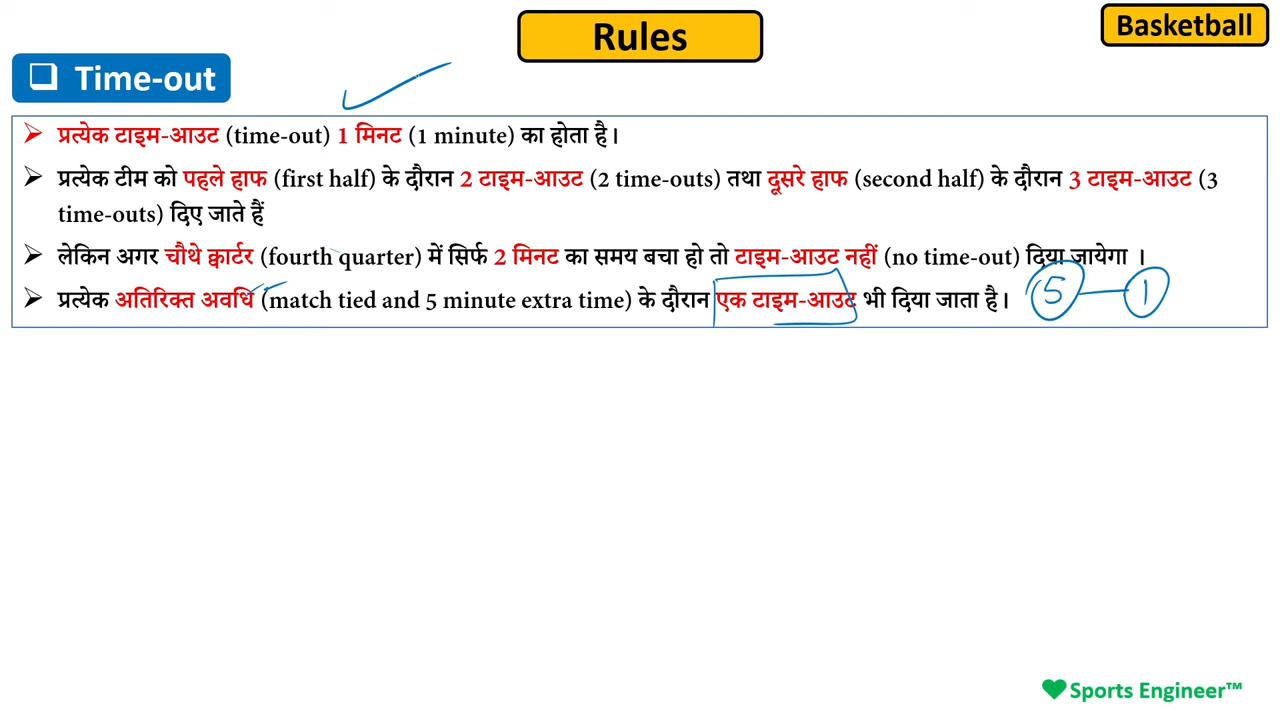 Rules
Basketball
❑ Time-out
➢ प्रत्येक टाइम-आउट (time-out) 1 मिनट (1 minute) का होता है।
➢ प्रत्येक टीम को पहले हाफ (first half) के दौरान 2 टाइम-आउट (2 time-outs) तथा दूसरे हाफ (second half) के दौरान 3 टाइम-आउट (3
time-outs) दिए जाते हैं
➢ लेकिन अगर चौथे क्वार्टर (fourth quarter) में सिर्फ 2 मिनट का समय बचा हो तो टाइम-आउट नहीं (no time-out) दिया जायेगा ।
➢ प्रत्येक अतिरिक्त अवधि (match tied and 5 minute extra time) के दौरान एक टाइम-आउट भी दिया जाता है। 5 — 1
Sports Engineer™